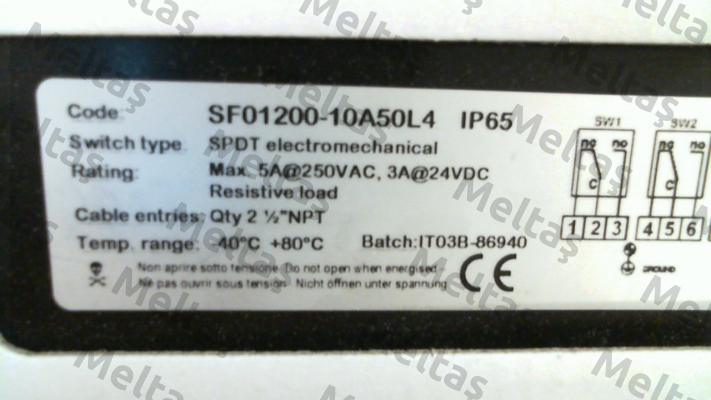 Code: SF01200-10A50L4 IP65
Switch type SPDT electromechanical
Rating: Max. 5A@250VAC, 3A@24VDC
Resistive load
Cable entries: Qty 2 ½"NPT
Temp. range: -40°C +80°C Batch:IT03B-86940
Non aprire sotto tensione Do not open when energised
Ne pas ouvrir sous tension Nicht öffnen unter spannung
CE
SW1 SW2
nc no nc no
C C
1 2 3 4 5 6
GROUND
Meltaş